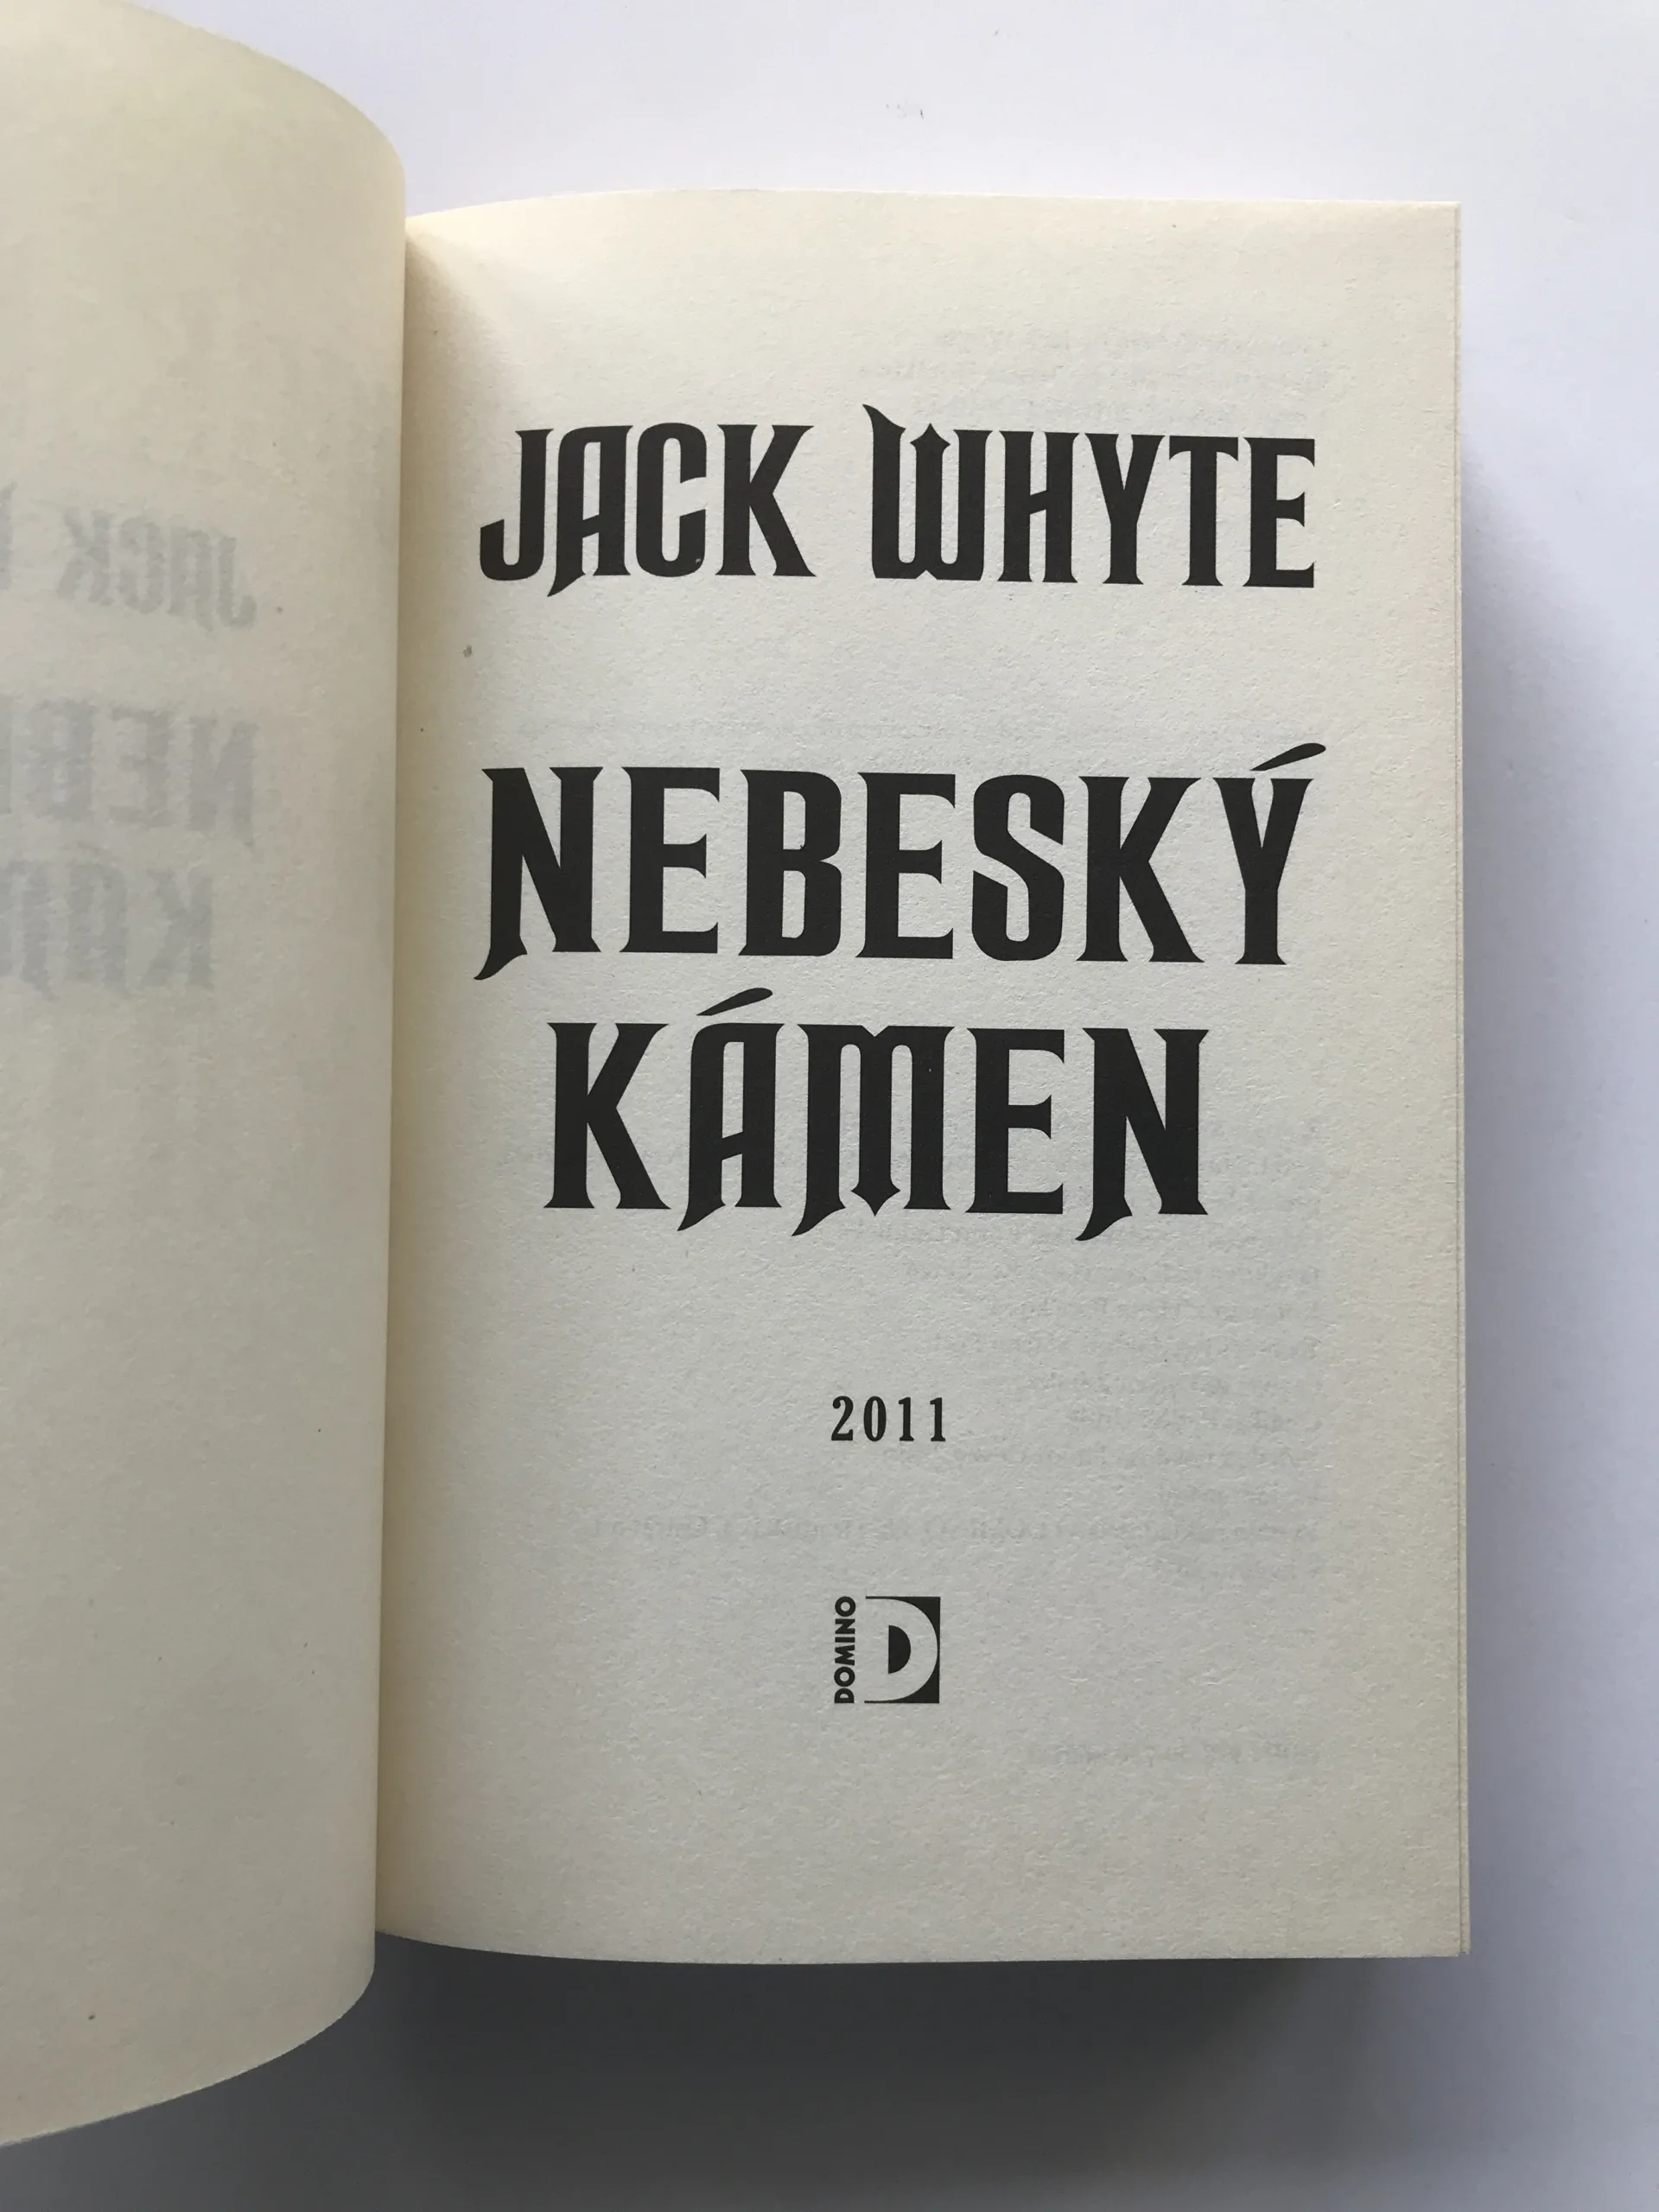 JACK WHYTE
NEBESKÝ
KÁMEN
2011
DOMINO
D